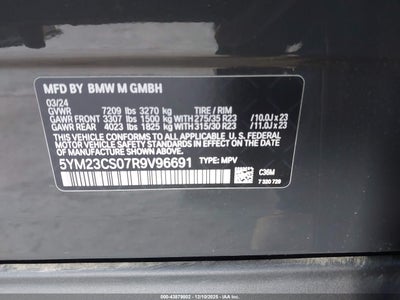 MFD BY BMW M GMBH
03/24
GVWR 7209 lbs 3270 kg TIRE / RIM
GAWR FRONT 3307 lbs 1500 kg 275/35 R23 / 10.0J x 23
GAWR REAR 4023 lbs 1825 kg 315/30 R23 / 11.0J x 23
THIS VEHICLE CONFORMS TO ALL APPLICABLE U.S. FEDERAL
MOTOR VEHICLE SAFETY STANDARDS IN EFFECT ON THE
DATE OF MANUFACTURE SHOWN ABOVE.
5YM23CS07R9V96691 TYPE: MPV
C36M
7 320 729
000-43879002 - 12/10/2025 - IAA Inc.